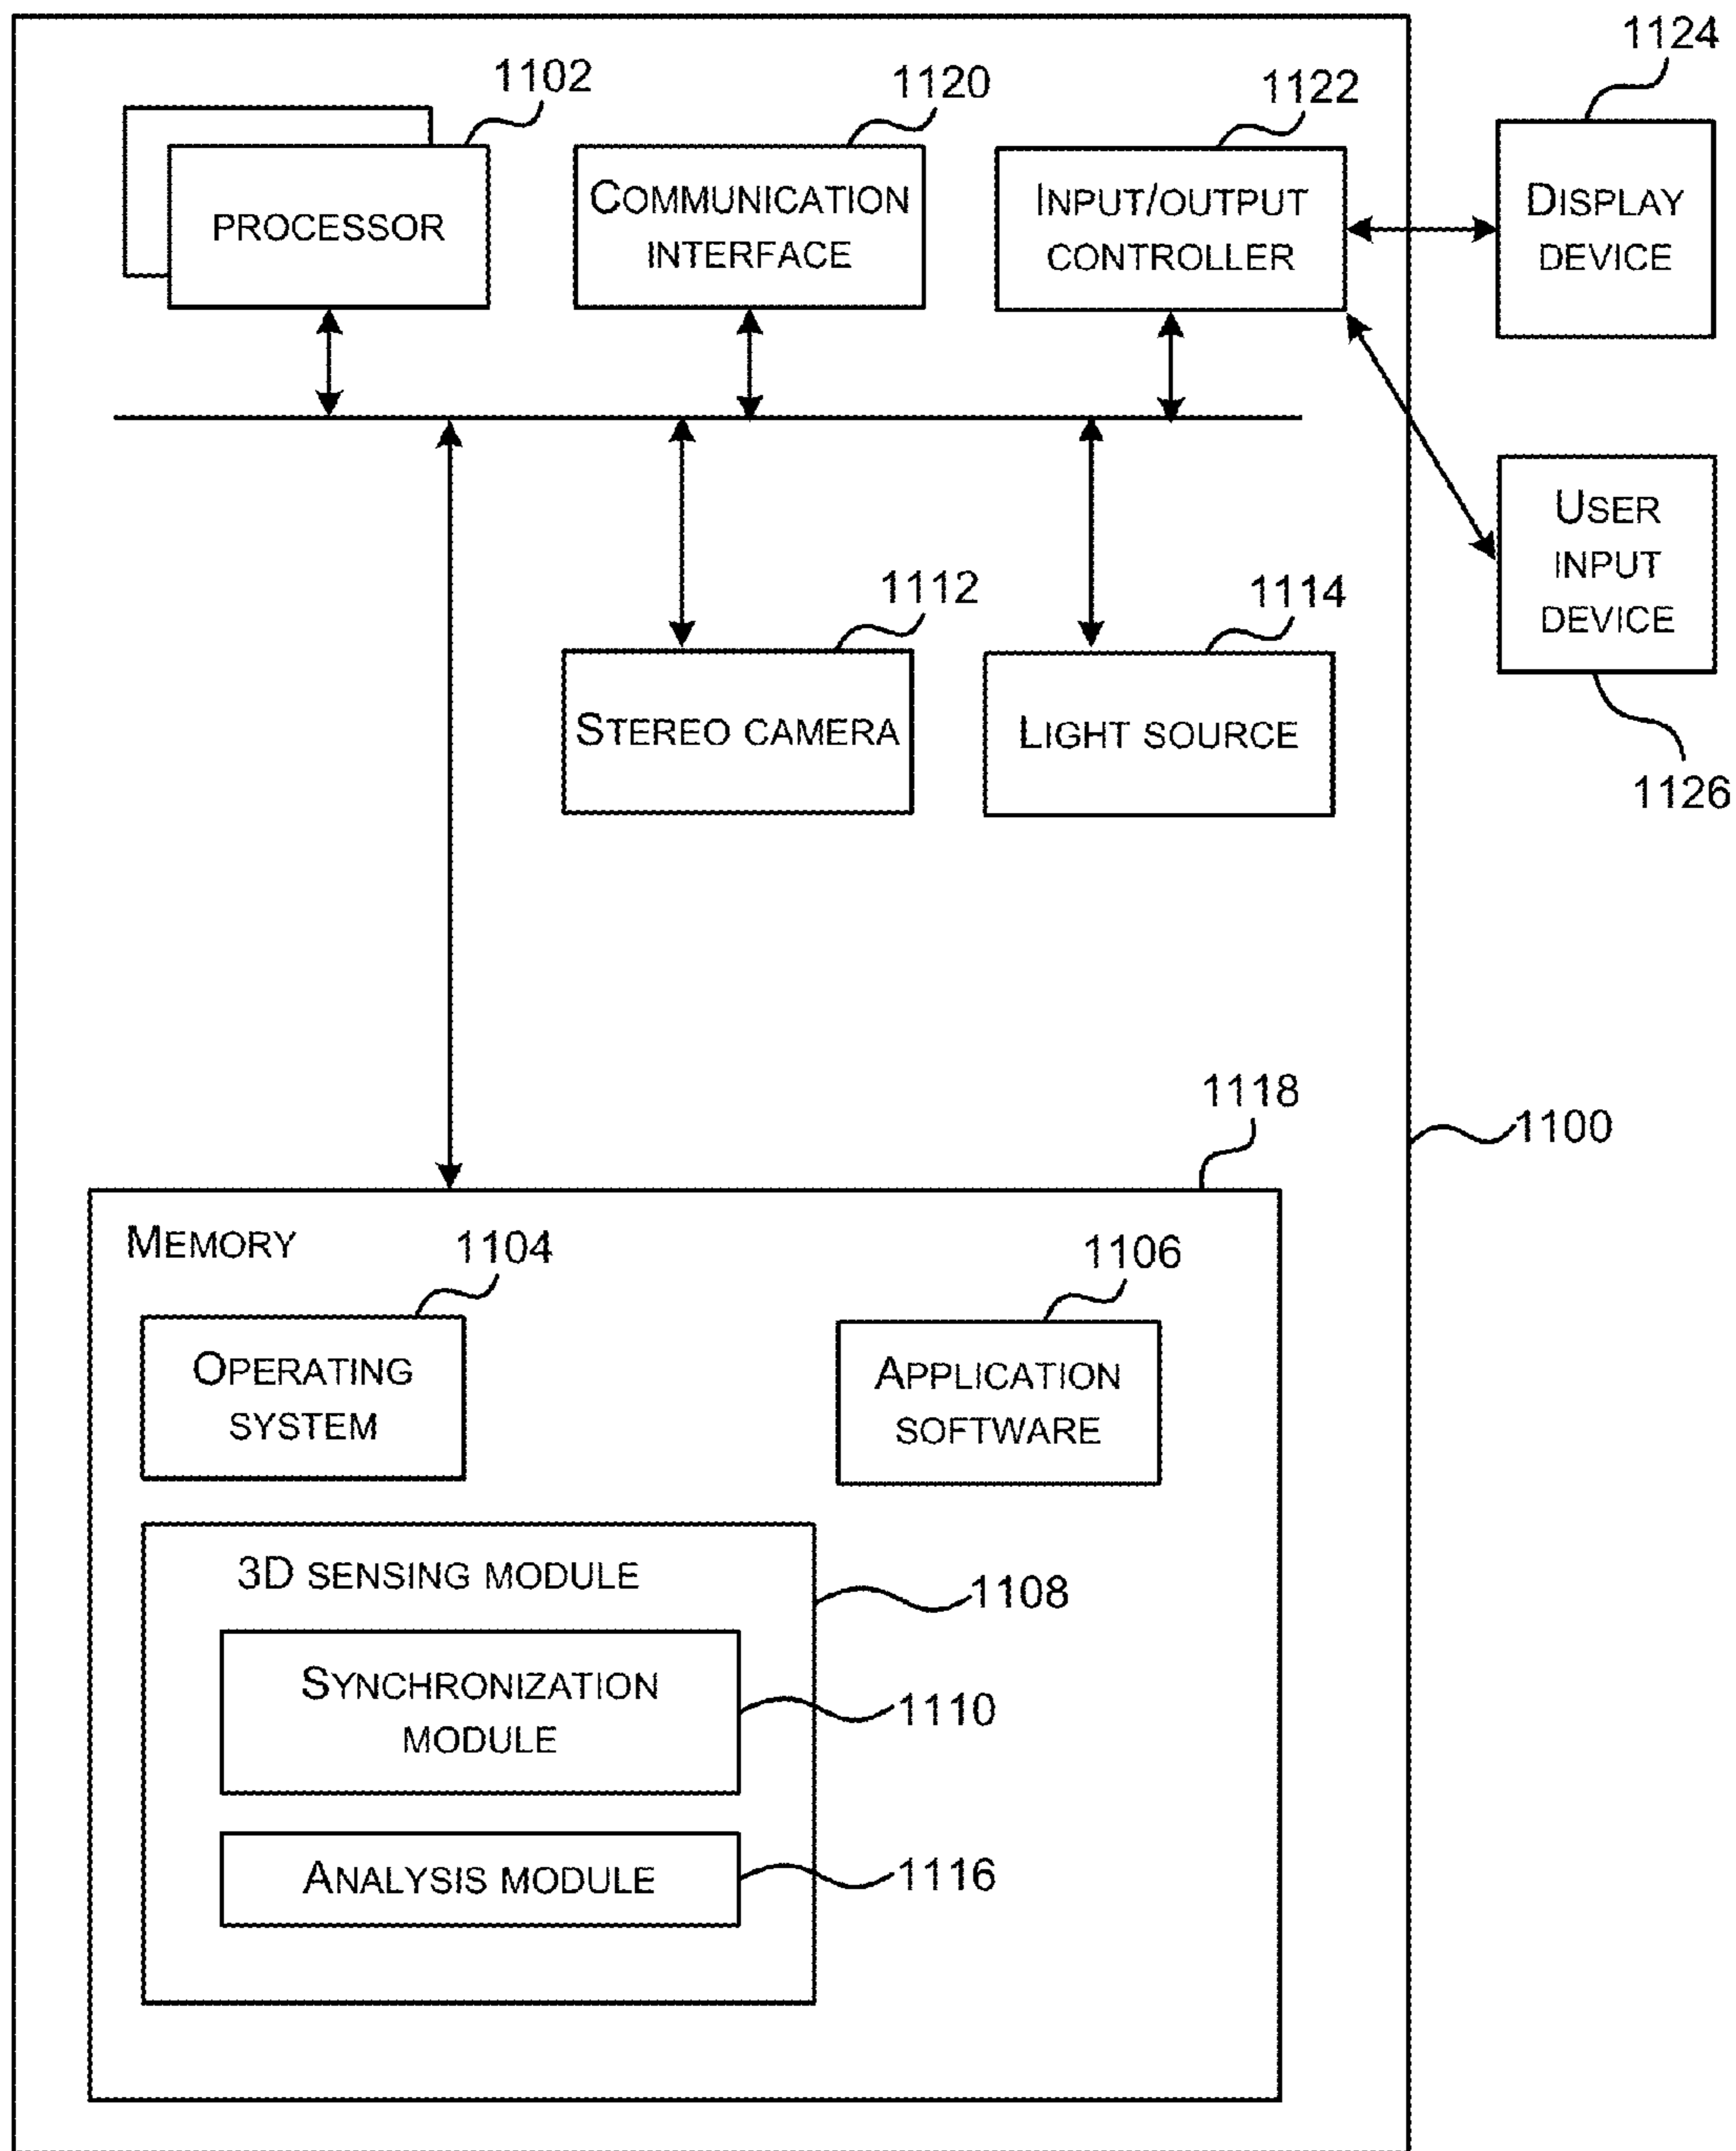 1124
1102
1120
1122
PROCESSOR
COMMUNICATION
INTERFACE
INPUT/OUTPUT
CONTROLLER
DISPLAY
DEVICE
USER
INPUT
DEVICE
1126
1112
1114
STEREO CAMERA
LIGHT SOURCE
1118
1100
MEMORY
1104
1106
OPERATING
SYSTEM
APPLICATION
SOFTWARE
3D SENSING MODULE
1108
SYNCHRONIZATION
MODULE
1110
ANALYSIS MODULE
1116